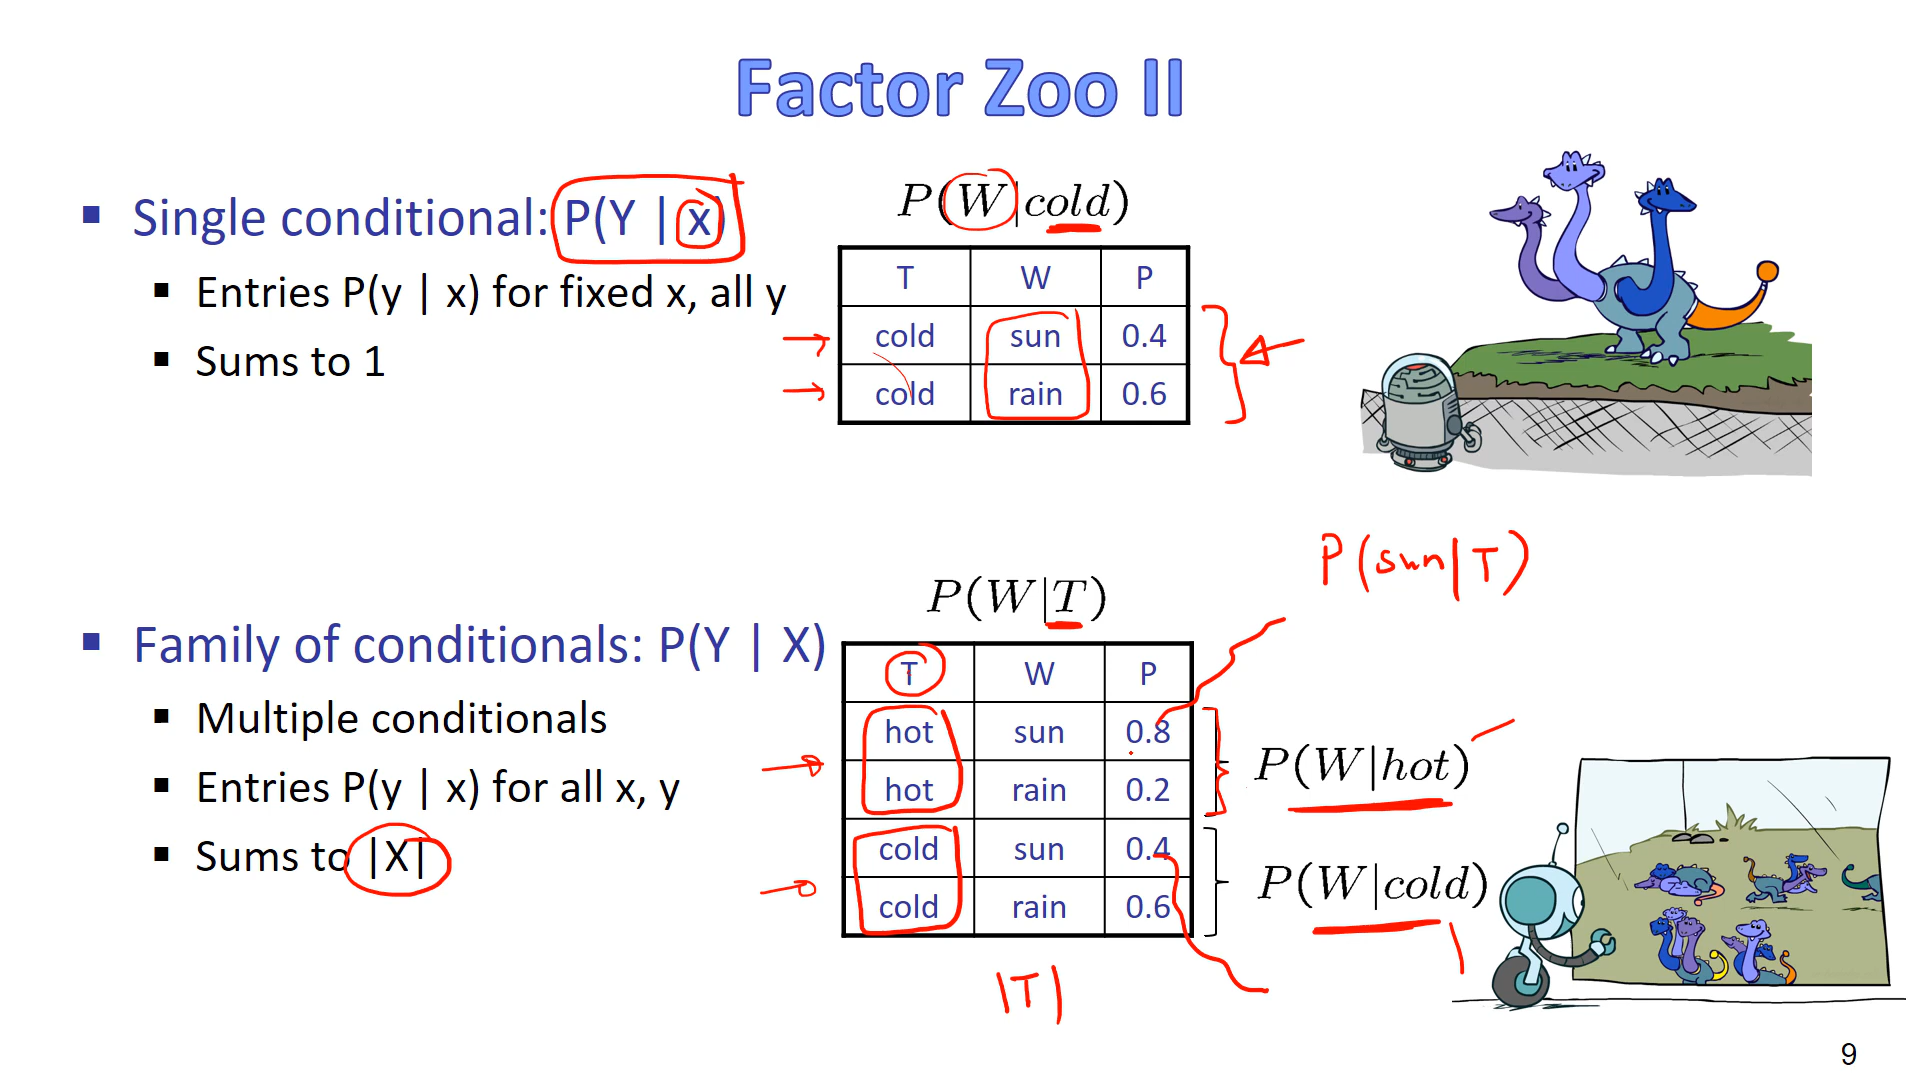 Factor Zoo II
Single conditional: P(Y | x)
Entries P(y | x) for fixed x, all y
Sums to 1
P(W|cold)
T W P
cold sun 0.4
cold rain 0.6
P(sun|T)
Family of conditionals: P(Y | X)
Multiple conditionals
Entries P(y | x) for all x, y
Sums to |X|
P(W|T)
T W P
hot sun 0.8
hot rain 0.2
cold sun 0.4
cold rain 0.6
P(W|hot)
P(W|cold)
|T|
9